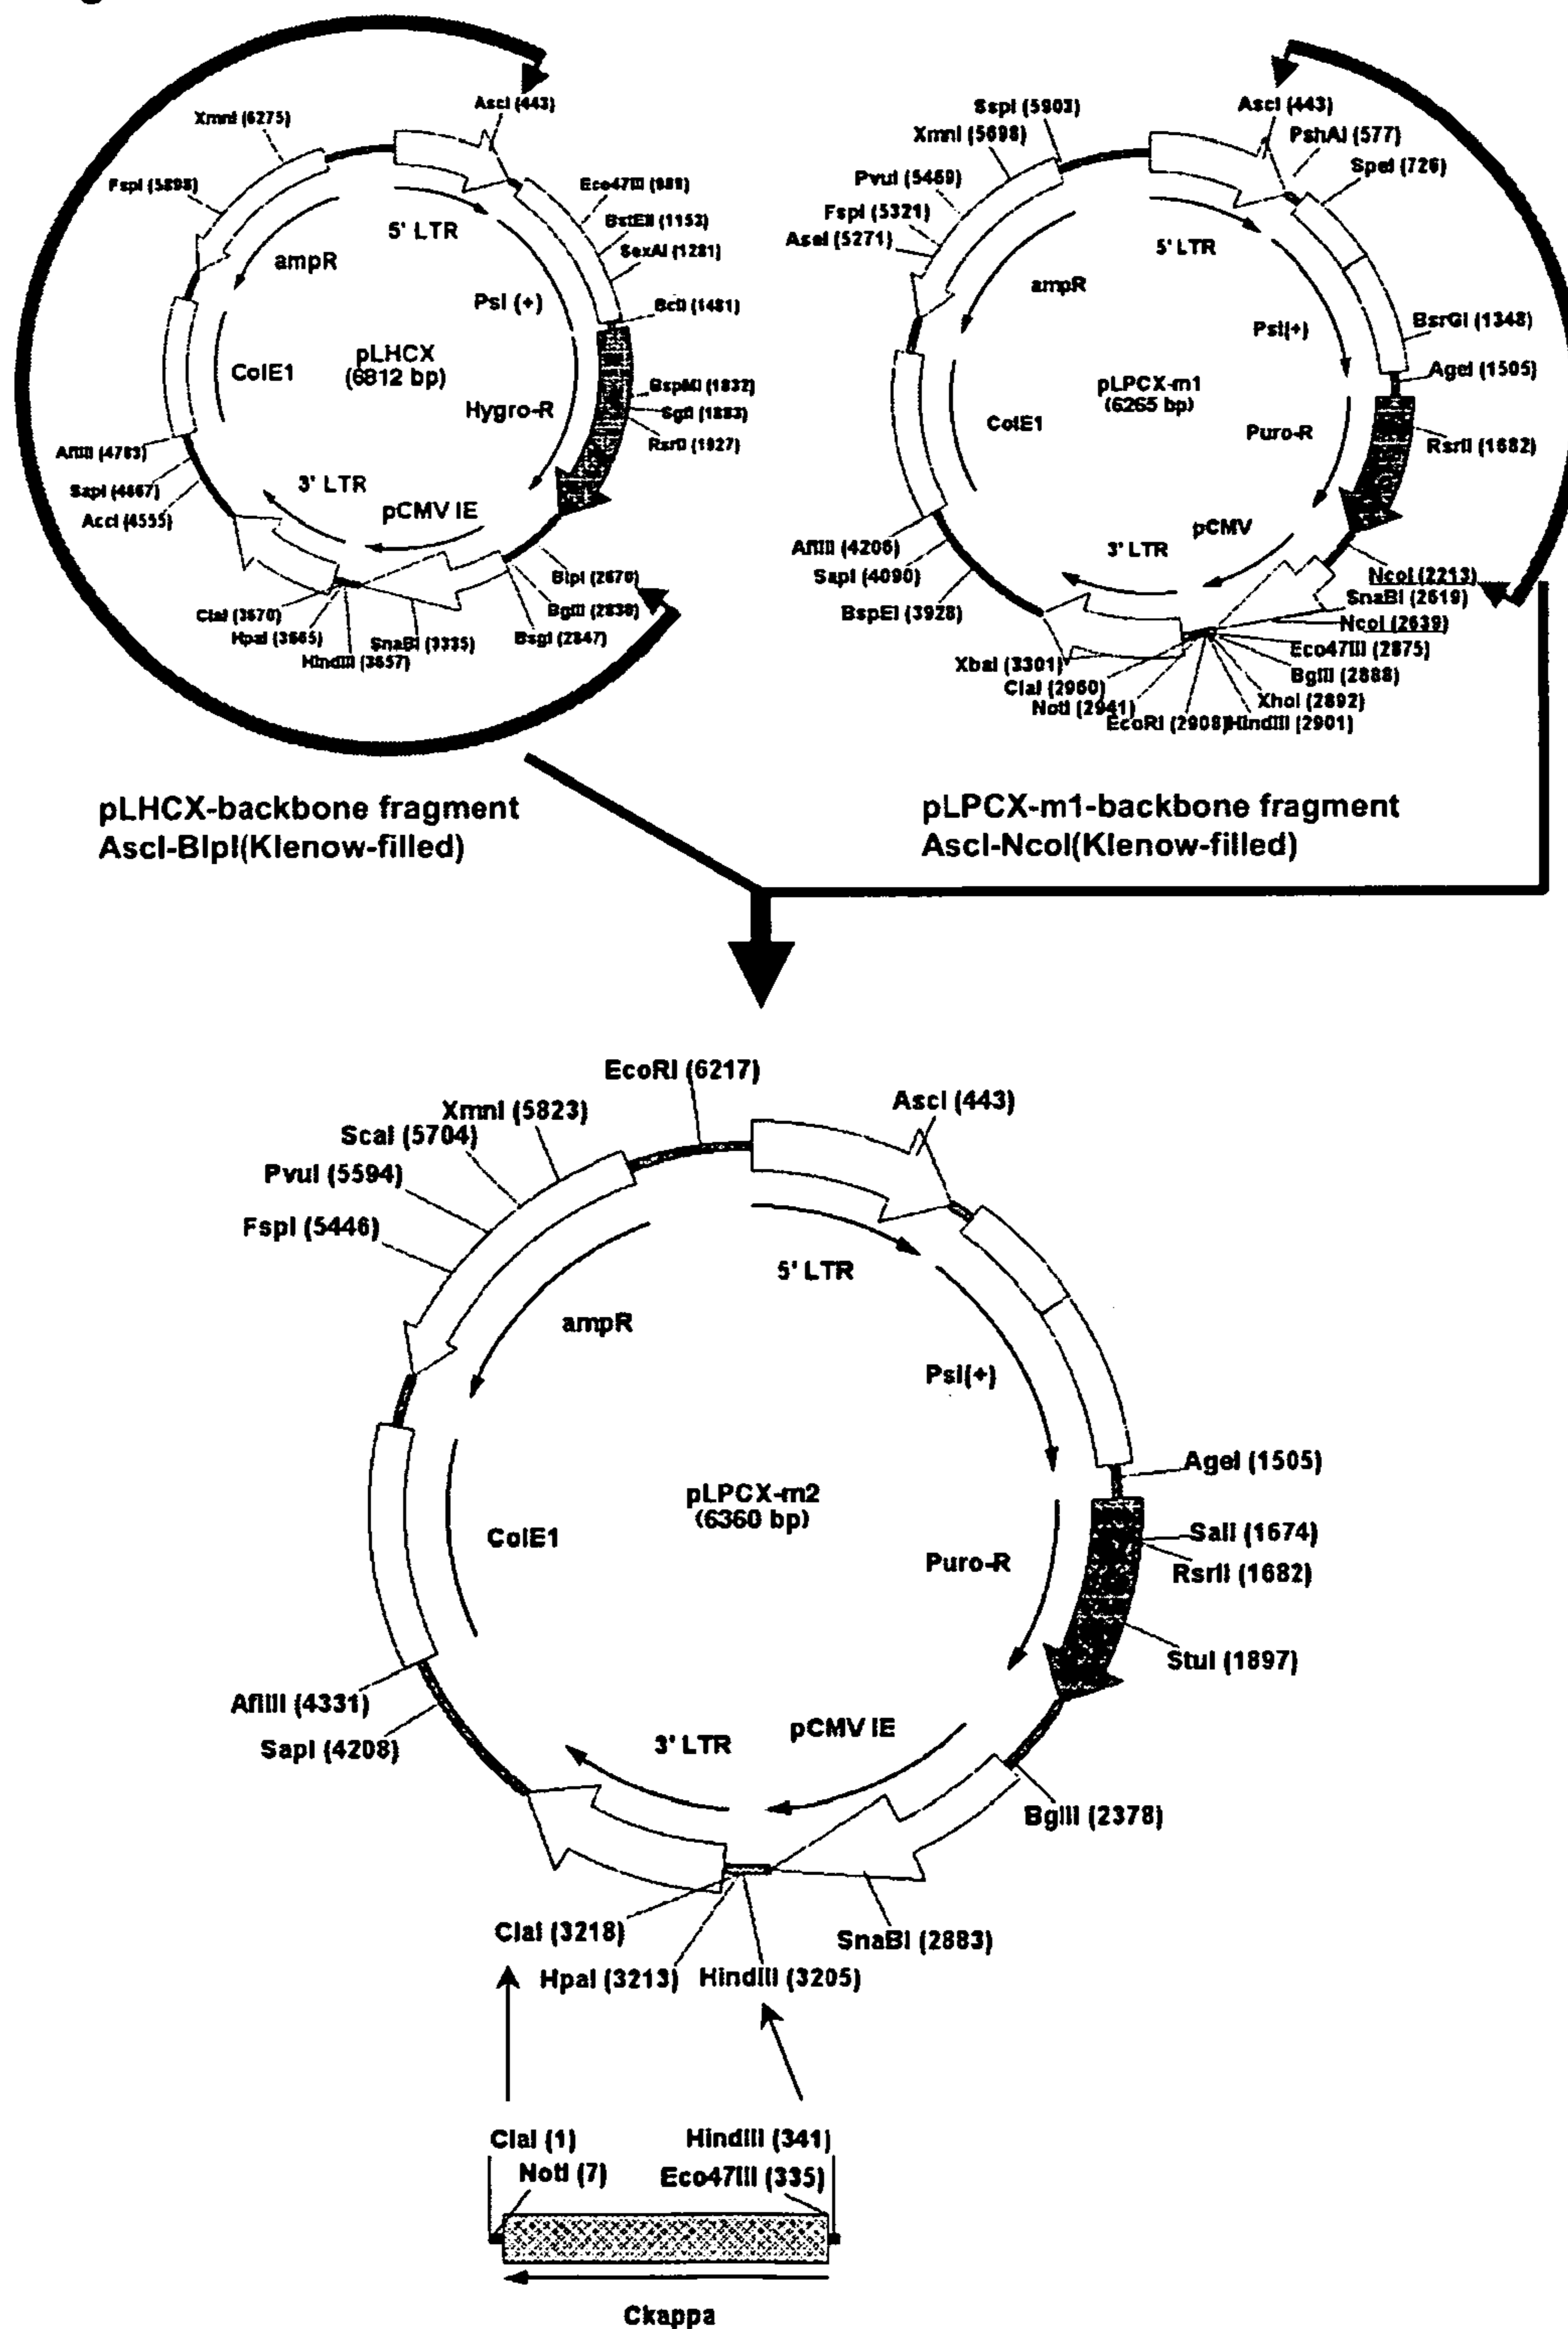 AscI (443)
XmnI (6275)
FspI (5898)
Eco47III (989)
BstEII (1153)
SexAI (1281)
BclI (1481)
5' LTR
ampR
Psi (+)
pLHCX
(6812 bp)
ColE1
Hygro-R
BspMI (1832)
SgfI (1883)
RsrII (1927)
AflIII (4783)
SapI (4667)
AccI (4555)
3' LTR
pCMV IE
BlpI (2670)
BglII (2838)
BsgI (2847)
ClaI (3670)
HpaI (3665)
HindIII (3657)
SnaBI (3335)
SspI (5903)
XmnI (5698)
PvuI (5469)
FspI (5321)
AseI (5271)
AscI (443)
PshAI (577)
SpeI (726)
5' LTR
ampR
Psi(+)
BsrGI (1348)
AgeI (1505)
pLPCX-m1
(6265 bp)
ColE1
Puro-R
RsrII (1682)
pCMV
3' LTR
AflIII (4206)
SapI (4090)
BspEI (3928)
NcoI (2213)
SnaBI (2619)
NcoI (2639)
Eco47III (2875)
BglII (2888)
XhoI (2892)
HindIII (2901)
EcoRI (2908)
NotI (2941)
ClaI (2960)
XbaI (3301)
pLHCX-backbone fragment
AscI-BlpI(Klenow-filled)
pLPCX-m1-backbone fragment
AscI-NcoI(Klenow-filled)
EcoRI (6217)
AscI (443)
XmnI (5823)
ScaI (5704)
PvuI (5594)
FspI (5446)
5' LTR
ampR
Psi(+)
AgeI (1505)
pLPCX-m2
(6360 bp)
ColE1
Puro-R
SalI (1674)
RsrII (1682)
StuI (1897)
AflIII (4331)
SapI (4208)
3' LTR
pCMV IE
BglII (2378)
ClaI (3218)
SnaBI (2883)
HpaI (3213)
HindIII (3205)
ClaI (1)
HindIII (341)
NotI (7)
Eco47III (335)
Ckappa